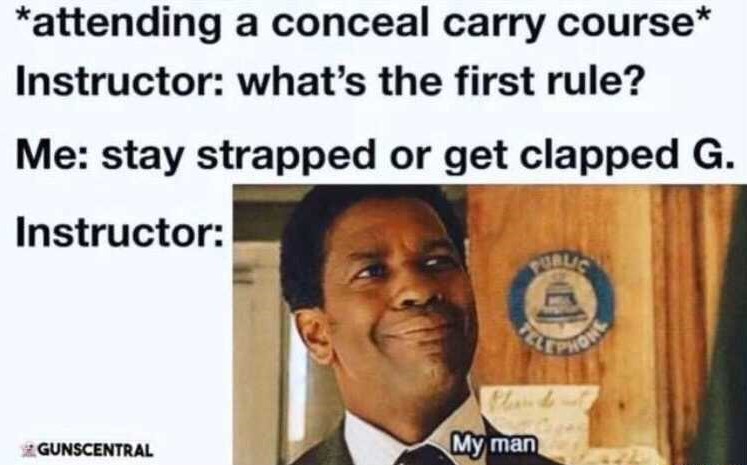 *attending a conceal carry course*
Instructor: what's the first rule?
Me: stay strapped or get clapped G.
Instructor:
PUBLIC
TELEPHONE
My man
GUNSCENTRAL